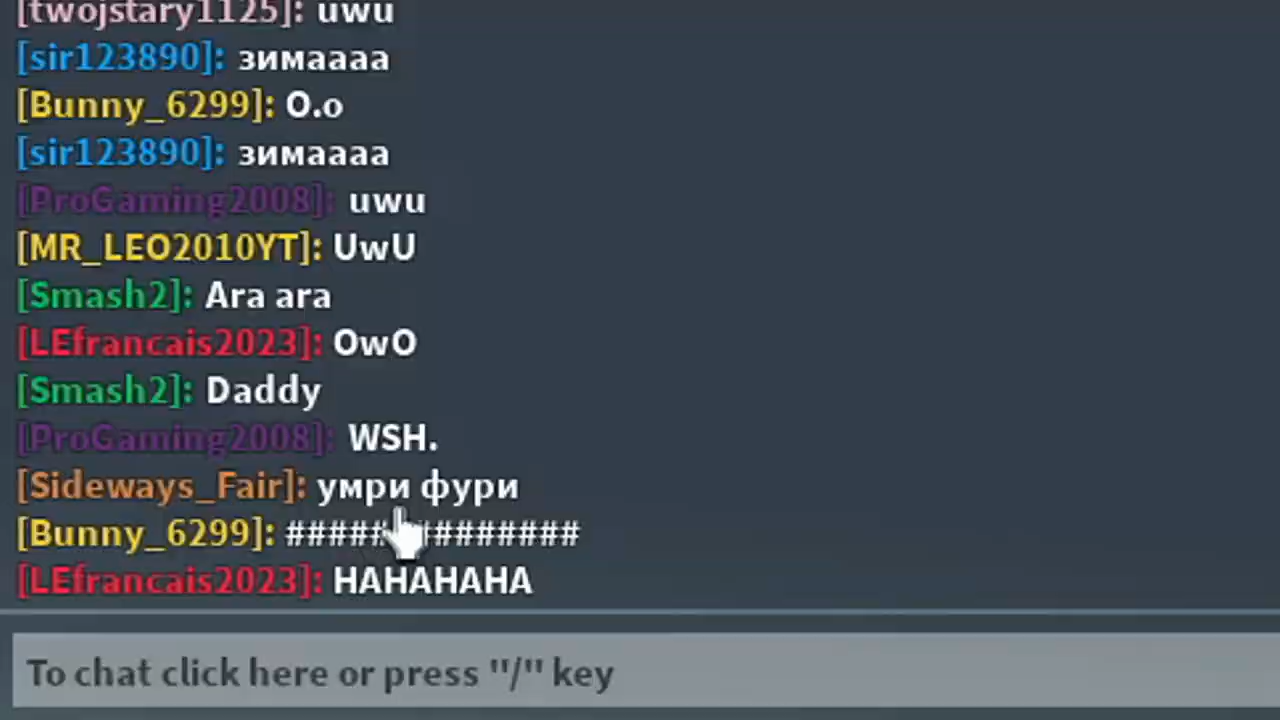 [twojstary1125]: uwu
[sir123890]: зимаааа
[Bunny_6299]: O.o
[sir123890]: зимаааа
[ProGaming2008]: uwu
[MR_LEO2010YT]: UwU
[Smash2]: Ara ara
[LEfrancais2023]: OwO
[Smash2]: Daddy
[ProGaming2008]: WSH.
[Sideways_Fair]: умри фури
[Bunny_6299]:
[LEfrancais2023]: HAHAHAHA
To chat click here or press "/" key